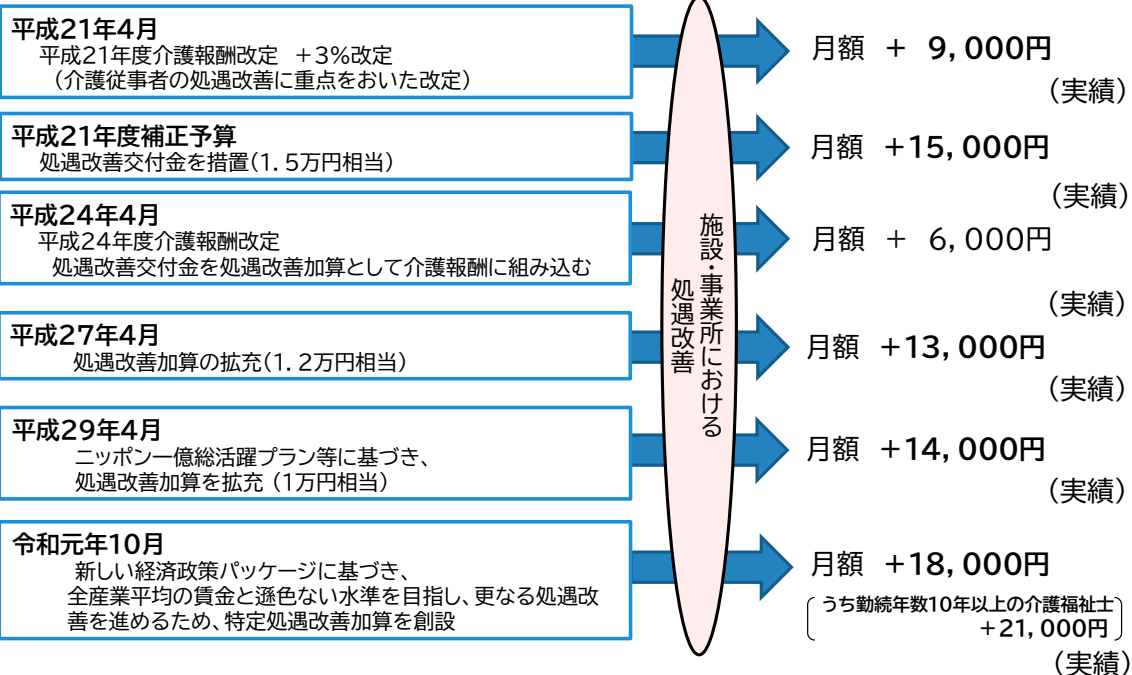 平成21年4月
平成21年度介護報酬改定 +3%改定
(介護従事者の処遇改善に重点をおいた改定)
月額 + 9,000円
(実績)
平成21年度補正予算
処遇改善交付金を措置(1.5万円相当)
月額 +15,000円
(実績)
平成24年4月
平成24年度介護報酬改定
処遇改善交付金を処遇改善加算として介護報酬に組み込む
月額 + 6,000円
(実績)
平成27年4月
処遇改善加算の拡充(1.2万円相当)
月額 +13,000円
(実績)
平成29年4月
ニッポン一億総活躍プラン等に基づき、
処遇改善加算を拡充 (1万円相当)
月額 +14,000円
(実績)
令和元年10月
新しい経済政策パッケージに基づき、
全産業平均の賃金と遜色ない水準を目指し、更なる処遇改
善を進めるため、特定処遇改善加算を創設
月額 +18,000円
うち勤続年数10年以上の介護福祉士
+21,000円
(実績)
施設・事業所における
処遇改善